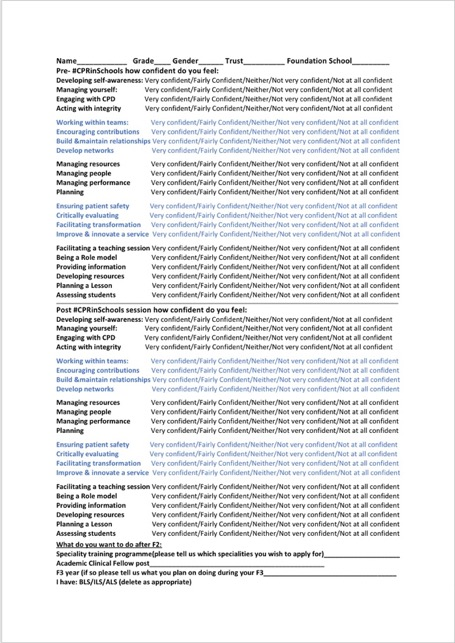 Name______________ Grade____ Gender______ Trust__________ Foundation School_________
Pre- #CPRinSchools how confident do you feel:
Developing self-awareness: Very confident/Fairly Confident/Neither/Not very confident/Not at all confident
Managing yourself: Very confident/Fairly Confident/Neither/Not very confident/Not at all confident
Engaging with CPD Very confident/Fairly Confident/Neither/Not very confident/Not at all confident
Acting with integrity Very confident/Fairly Confident/Neither/Not very confident/Not at all confident
Working within teams: Very confident/Fairly Confident/Neither/Not very confident/Not at all confident
Encouraging contributions Very confident/Fairly Confident/Neither/Not very confident/Not at all confident
Build &maintain relationships Very confident/Fairly Confident/Neither/Not very confident/Not at all confident
Develop networks Very confident/Fairly Confident/Neither/Not very confident/Not at all confident
Managing resources Very confident/Fairly Confident/Neither/Not very confident/Not at all confident
Managing people Very confident/Fairly Confident/Neither/Not very confident/Not at all confident
Managing performance Very confident/Fairly Confident/Neither/Not very confident/Not at all confident
Planning Very confident/Fairly Confident/Neither/Not very confident/Not at all confident
Ensuring patient safety Very confident/Fairly Confident/Neither/Not very confident/Not at all confident
Critically evaluating Very confident/Fairly Confident/Neither/Not very confident/Not at all confident
Facilitating transformation Very confident/Fairly Confident/Neither/Not very confident/Not at all confident
Improve & innovate a service Very confident/Fairly Confident/Neither/Not very confident/Not at all confident
Facilitating a teaching session Very confident/Fairly Confident/Neither/Not very confident/Not at all confident
Being a Role model Very confident/Fairly Confident/Neither/Not very confident/Not at all confident
Providing information Very confident/Fairly Confident/Neither/Not very confident/Not at all confident
Developing resources Very confident/Fairly Confident/Neither/Not very confident/Not at all confident
Planning a Lesson Very confident/Fairly Confident/Neither/Not very confident/Not at all confident
Assessing students Very confident/Fairly Confident/Neither/Not very confident/Not at all confident
Post #CPRinSchools session how confident do you feel:
Developing self-awareness: Very confident/Fairly Confident/Neither/Not very confident/Not at all confident
Managing yourself: Very confident/Fairly Confident/Neither/Not very confident/Not at all confident
Engaging with CPD Very confident/Fairly Confident/Neither/Not very confident/Not at all confident
Acting with integrity Very confident/Fairly Confident/Neither/Not very confident/Not at all confident
Working within teams: Very confident/Fairly Confident/Neither/Not very confident/Not at all confident
Encouraging contributions Very confident/Fairly Confident/Neither/Not very confident/Not at all confident
Build &maintain relationships Very confident/Fairly Confident/Neither/Not very confident/Not at all confident
Develop networks Very confident/Fairly Confident/Neither/Not very confident/Not at all confident
Managing resources Very confident/Fairly Confident/Neither/Not very confident/Not at all confident
Managing people Very confident/Fairly Confident/Neither/Not very confident/Not at all confident
Managing performance Very confident/Fairly Confident/Neither/Not very confident/Not at all confident
Planning Very confident/Fairly Confident/Neither/Not very confident/Not at all confident
Ensuring patient safety Very confident/Fairly Confident/Neither/Not very confident/Not at all confident
Critically evaluating Very confident/Fairly Confident/Neither/Not very confident/Not at all confident
Facilitating transformation Very confident/Fairly Confident/Neither/Not very confident/Not at all confident
Improve & innovate a service Very confident/Fairly Confident/Neither/Not very confident/Not at all confident
Facilitating a teaching session Very confident/Fairly Confident/Neither/Not very confident/Not at all confident
Being a Role model Very confident/Fairly Confident/Neither/Not very confident/Not at all confident
Providing information Very confident/Fairly Confident/Neither/Not very confident/Not at all confident
Developing resources Very confident/Fairly Confident/Neither/Not very confident/Not at all confident
Planning a Lesson Very confident/Fairly Confident/Neither/Not very confident/Not at all confident
Assessing students Very confident/Fairly Confident/Neither/Not very confident/Not at all confident
What do you want to do after F2:
Speciality training programme(please tell us which specialities you wish to apply for)___________________
Academic Clinical Fellow post____________________________________________
F3 year (if so please tell us what you plan on doing during your F3_________________________________
I have: BLS/ILS/ALS (delete as appropriate)